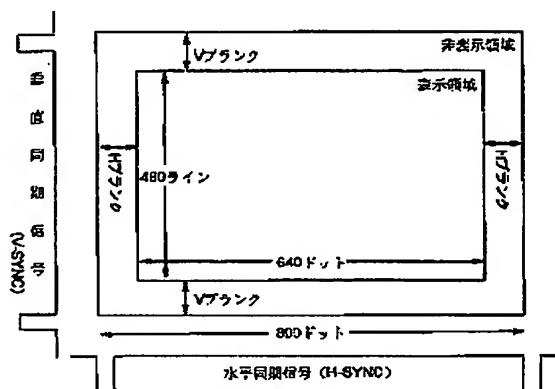 非表示領域
Vブランク
表示領域
垂直同期信号
(V-SYNC)
Hブランク
480ライン
Hブランク
640ドット
Vブランク
800ドット
水平同期信号 (H-SYNC)